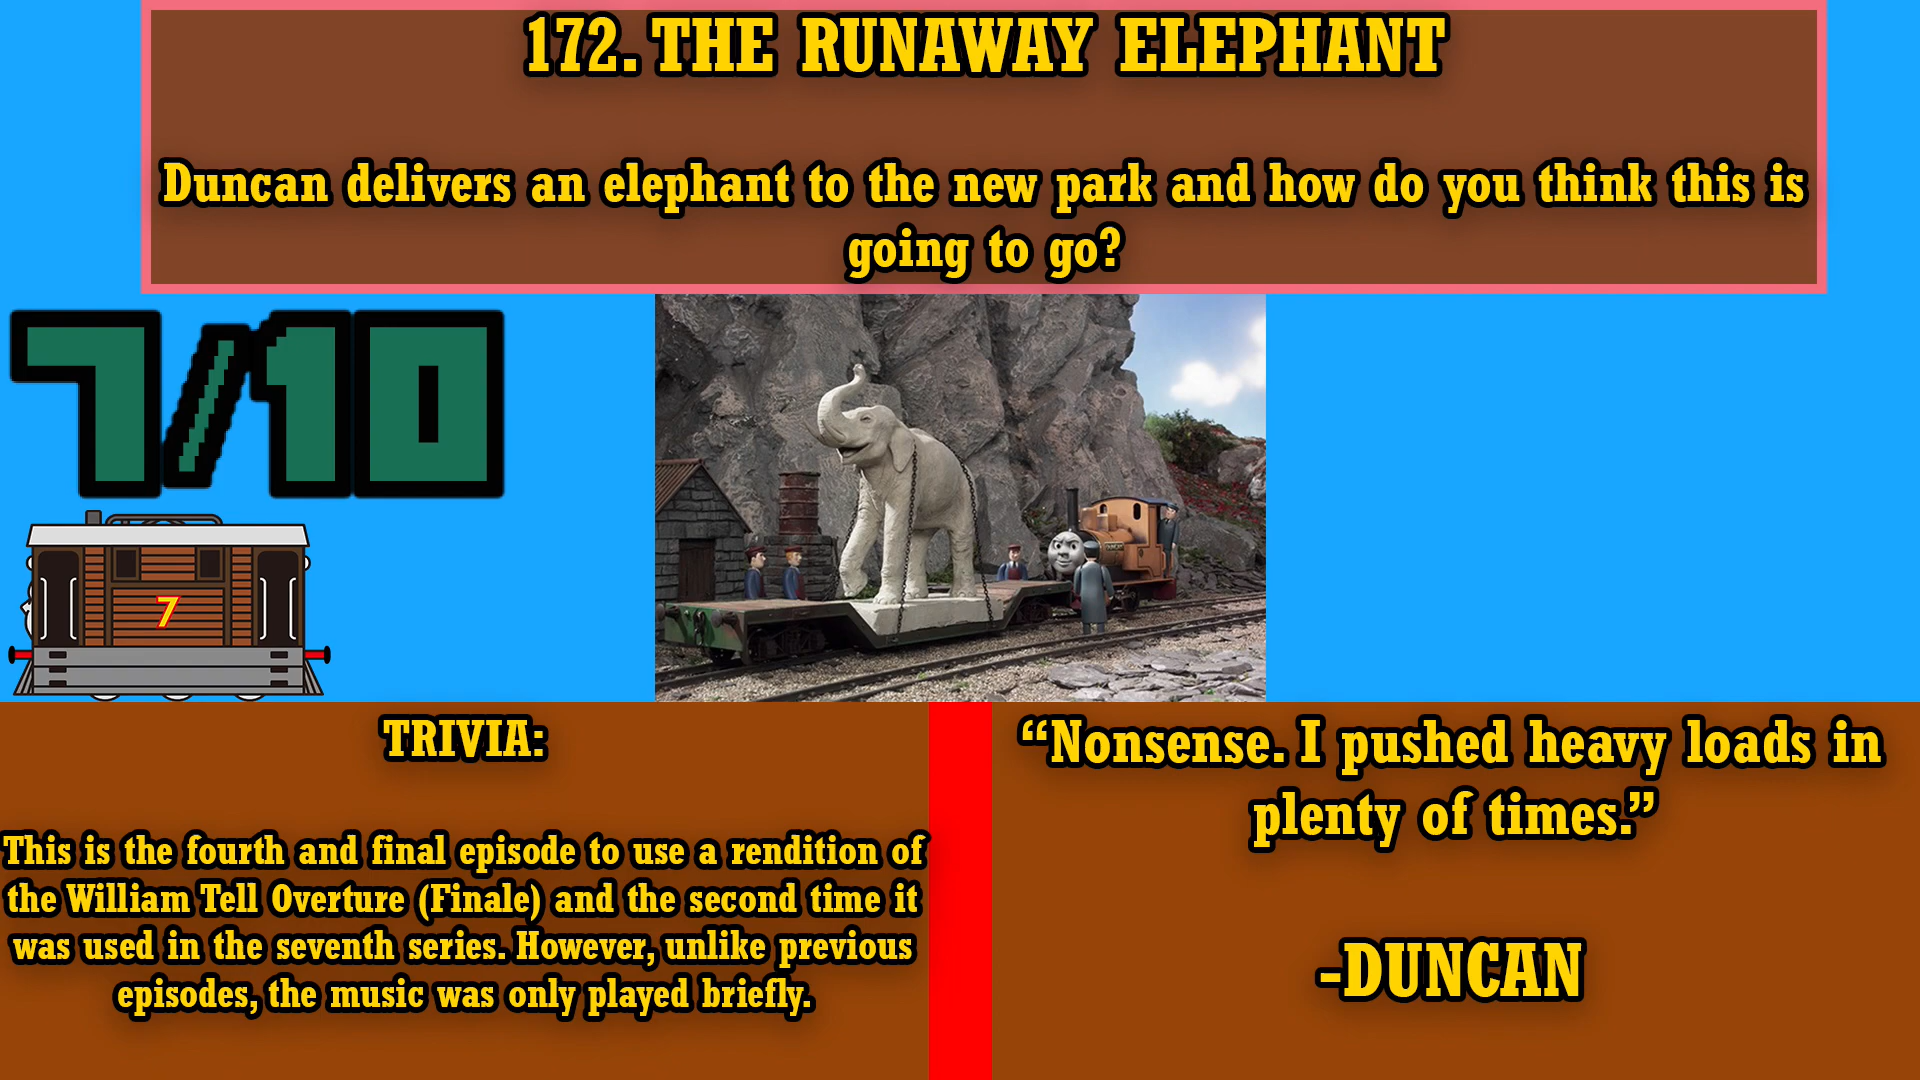 172. THE RUNAWAY ELEPHANT
Duncan delivers an elephant to the new park and how do you think this is
going to go?
7/10
7
DUNCAN
TRIVIA:
This is the fourth and final episode to use a rendition of
the William Tell Overture (Finale) and the second time it
was used in the seventh series. However, unlike previous
episodes, the music was only played briefly.
“Nonsense. I pushed heavy loads in
plenty of times.”
-DUNCAN